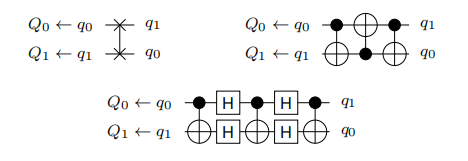 Q₀ ← q₀ q₁ Q₀ ← q₀ q₁
Q₁ ← q₁ q₀ Q₁ ← q₁ q₀
Q₀ ← q₀ H H q₁
Q₁ ← q₁ H H q₀